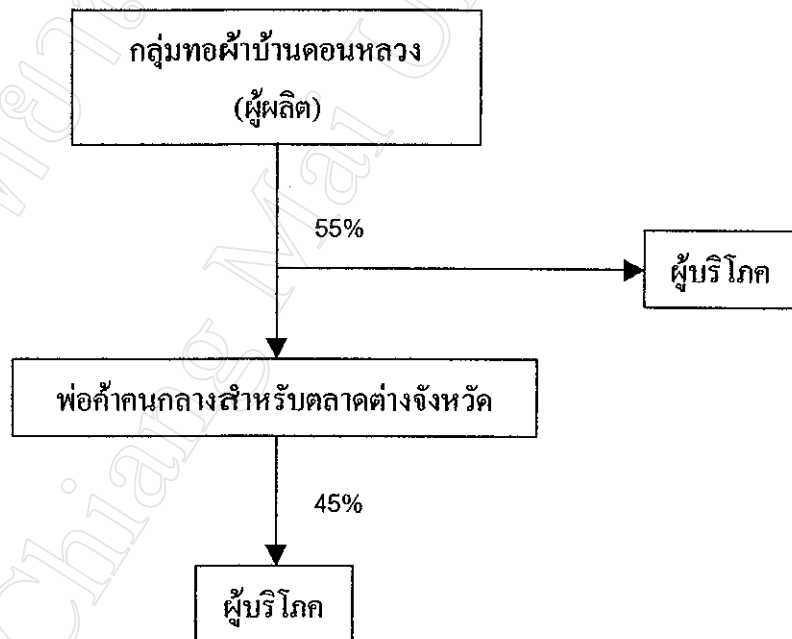 กลุ่มทอผ้าบ้านดอนหลวง
(ผู้ผลิต)
55%
ผู้บริโภค
พ่อค้าคนกลางสำหรับตลาดต่างจังหวัด
45%
ผู้บริโภค
Chiang Mai U